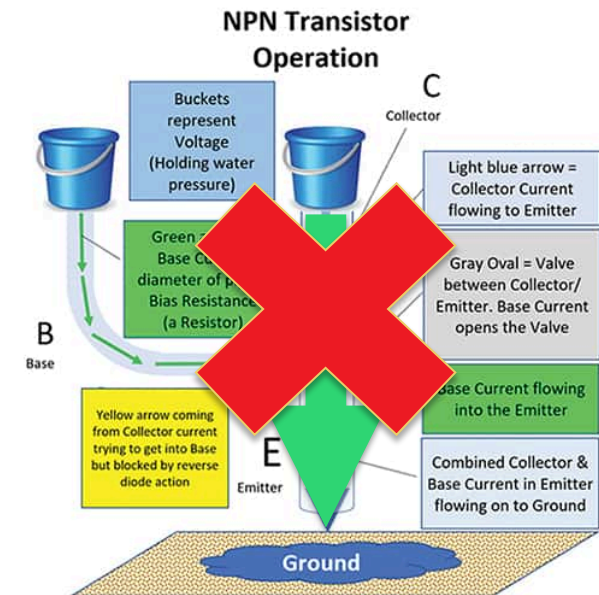 NPN Transistor
Operation
C
Collector
Buckets
represent
Voltage
(Holding water
pressure)
Light blue arrow =
Collector Current
flowing to Emitter
Green
Base
diameter of
Bias Resistance
(a Resistor)
Gray Oval = Valve
between Collector/
Emitter. Base Current
opens the Valve
B
Base
Base Current flowing
into the Emitter
Yellow arrow coming
from Collector current
trying to get into Base
but blocked by reverse
diode action
E
Emitter
Combined Collector &
Base Current in Emitter
flowing on to Ground
Ground